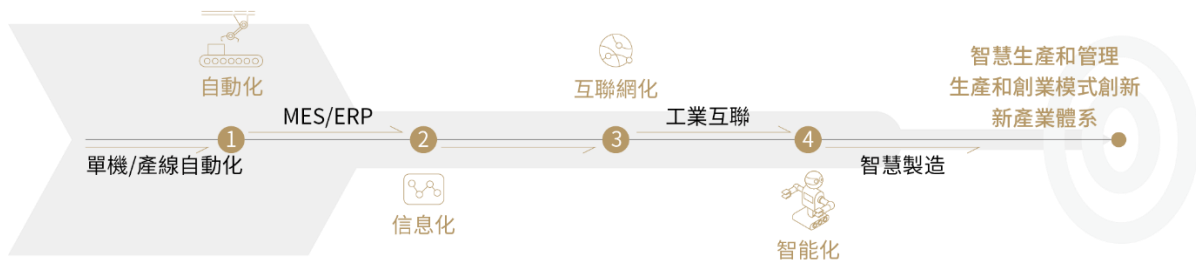 自動化
互聯網化
智慧生產和管理
生產和創業模式創新
新產業體系
MES/ERP
工業互聯
1
2
3
4
單機/產線自動化
智慧製造
信息化
智能化